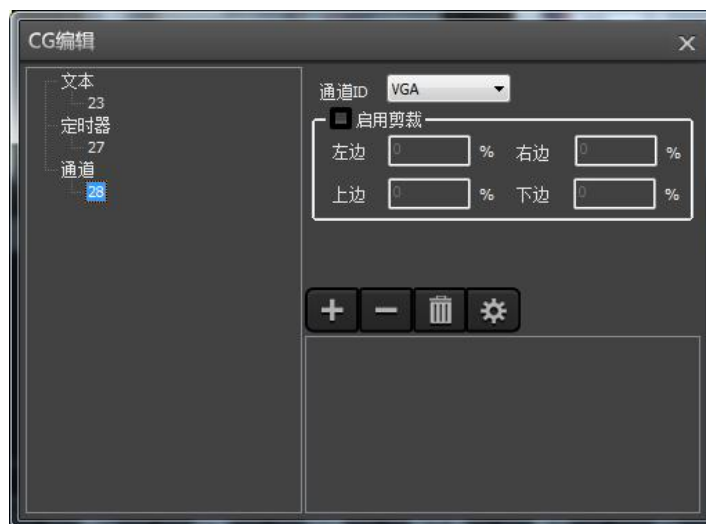 CG编辑
文本
23
定时器
27
通道
28
通道ID VGA
启用剪裁
左边 0 % 右边 0 %
上边 0 % 下边 0 %